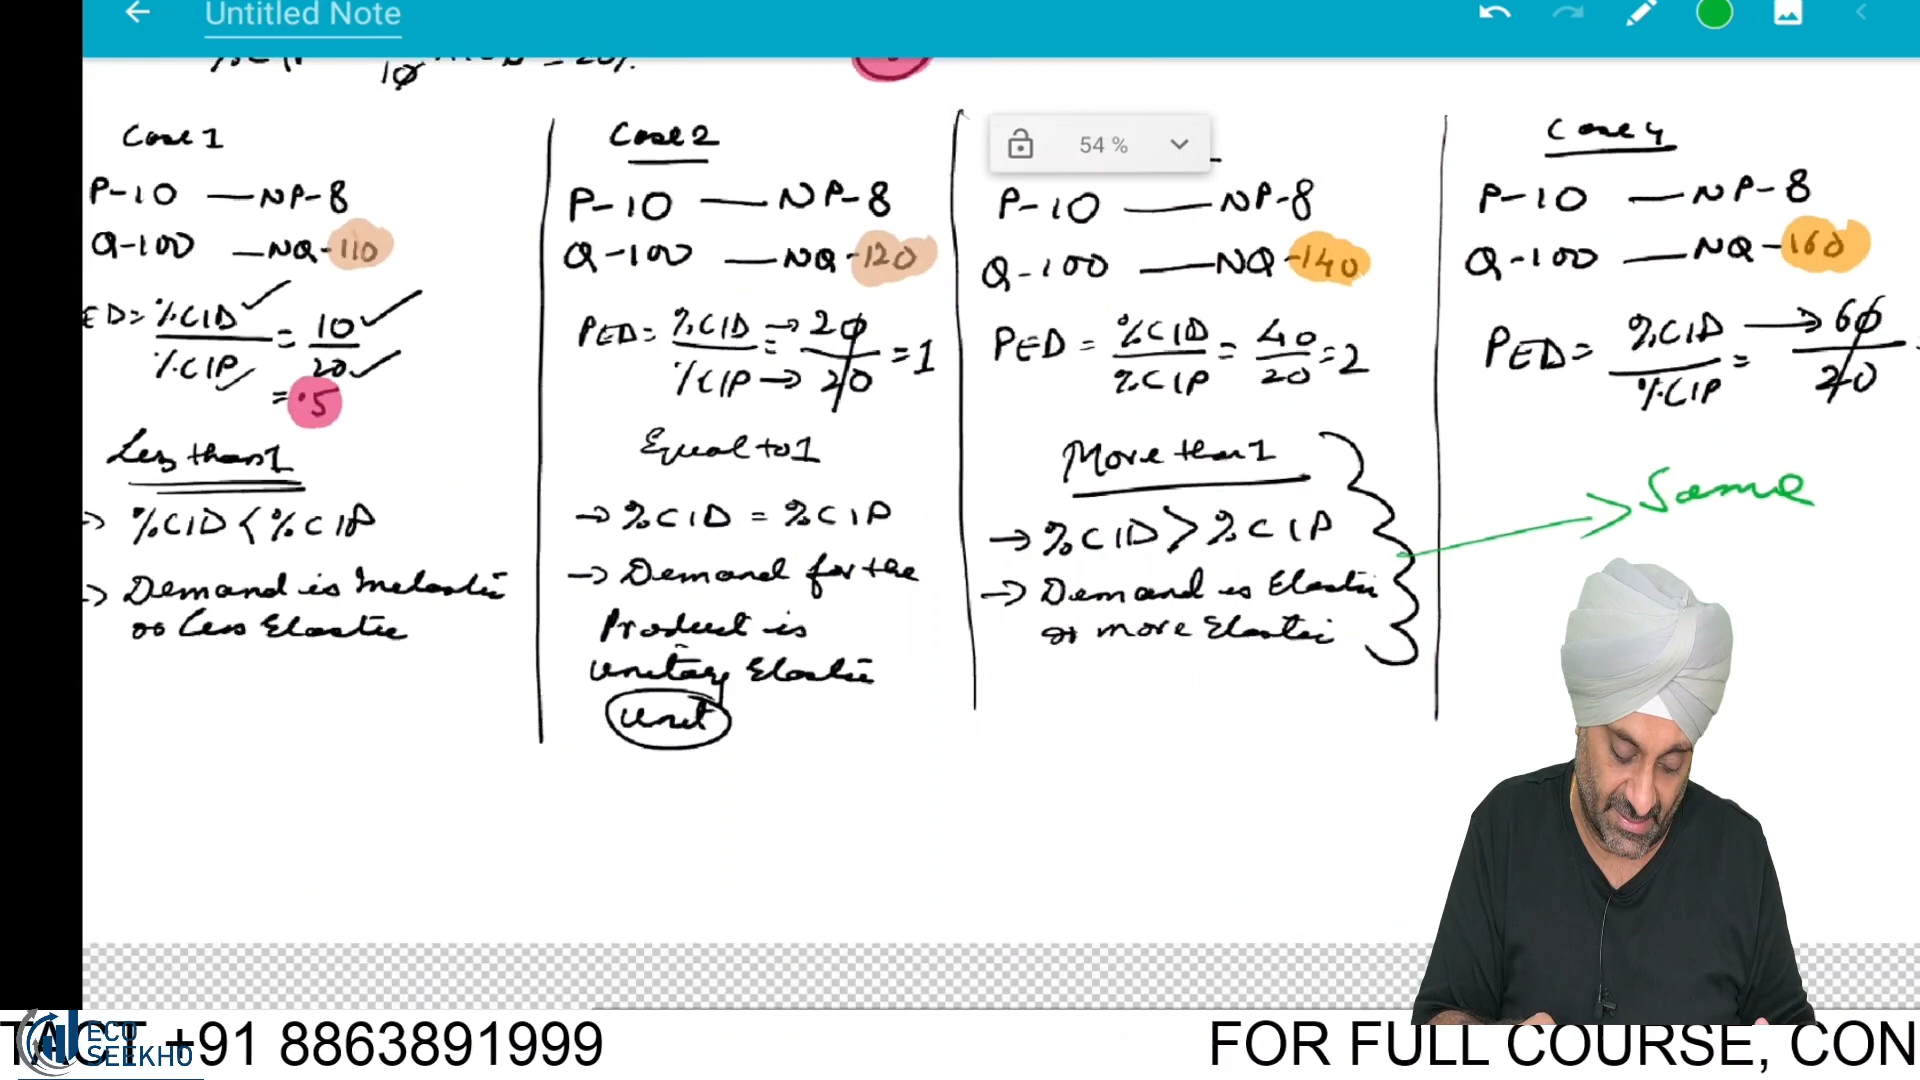 Untitled Note
54 %
Case 1
P-10 — NP-8
Q-100 — NQ-110
ED = %CID / %CIP = 10 / 20
= .5
Less than 1
→ %CID < %CIP
→ Demand is Inelastic
or Less Elastic
Case 2
P-10 — NP-8
Q-100 — NQ-120
PED = %CID / %CIP → = 20 / 20 = 1
Equal to 1
→ %CID = %CIP
→ Demand for the
Product is
Unitary Elastic
Unit
P-10 — NP-8
Q-100 — NQ-140
PED = %CID / %CIP = 40 / 20 = 2
More than 1
→ %CID > %CIP
→ Demand is Elastic
or more Elastic
Case 4
P-10 — NP-8
Q-100 — NQ-160
PED = %CID / %CIP = → 60 / 20
Same
ECO
SEEKHO
TACT +91 8863891999
FOR FULL COURSE, CON